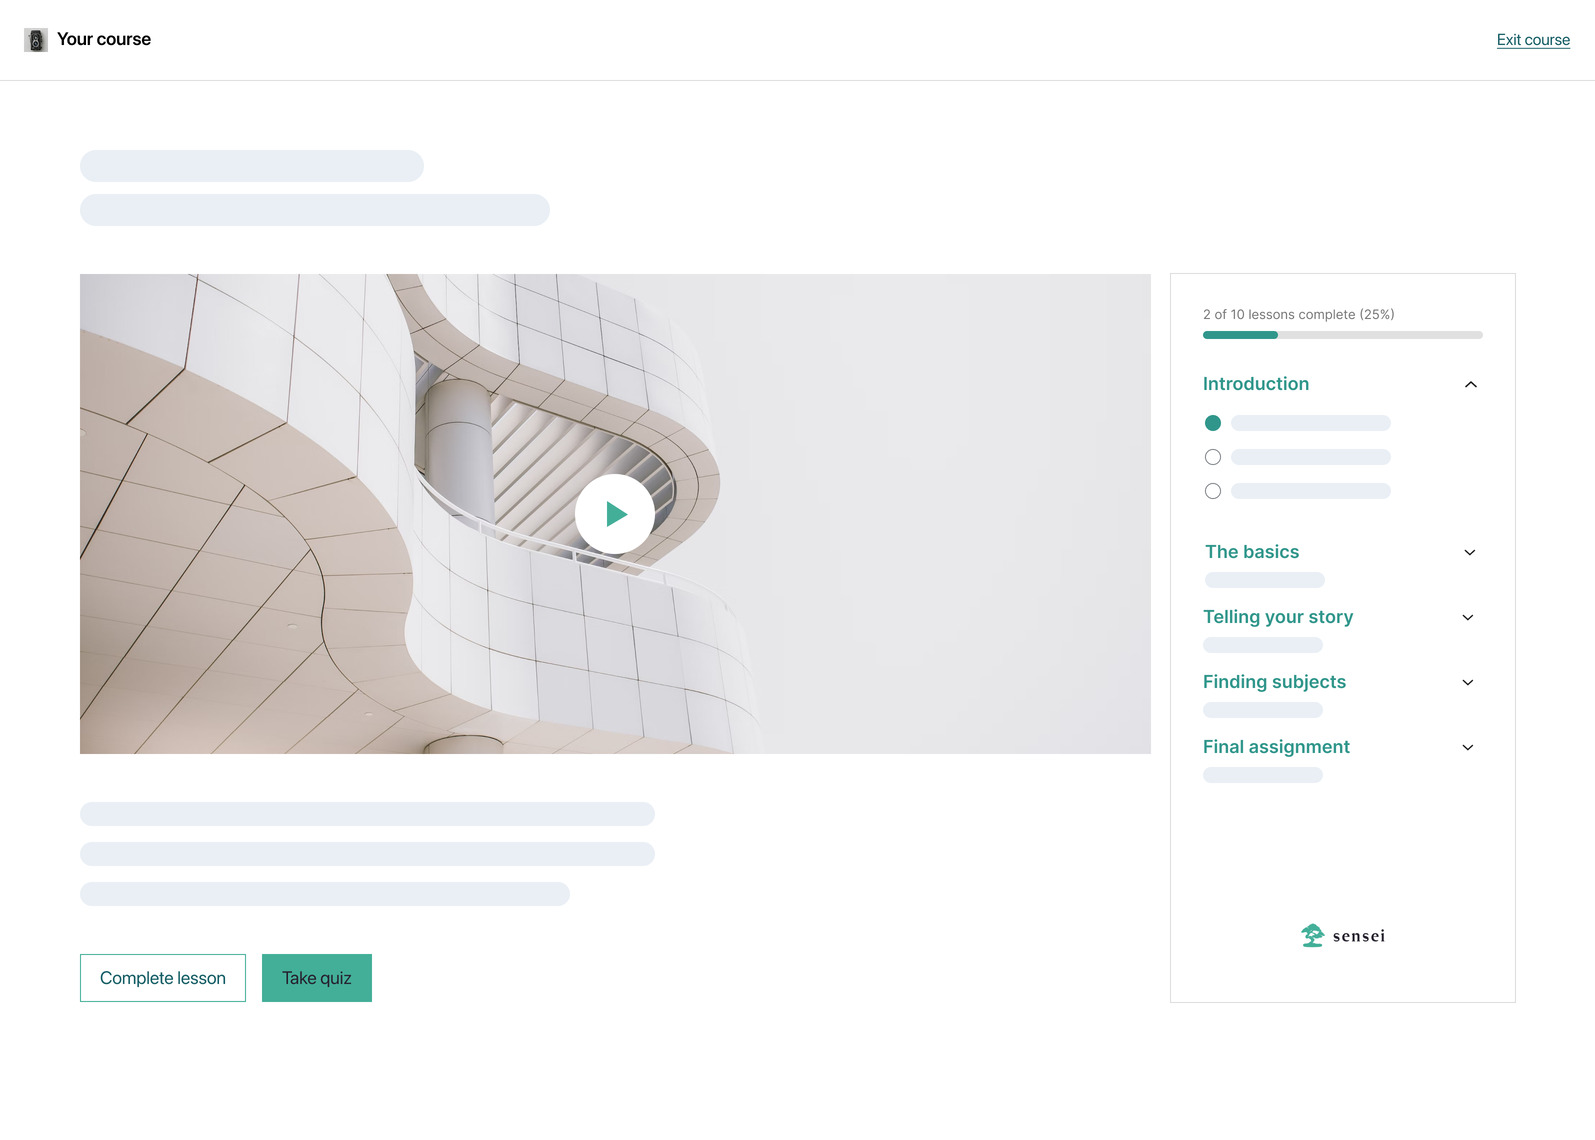 Your course
Exit course
2 of 10 lessons complete (25%)
Introduction
The basics
Telling your story
Finding subjects
Final assignment
sensei
Complete lesson
Take quiz